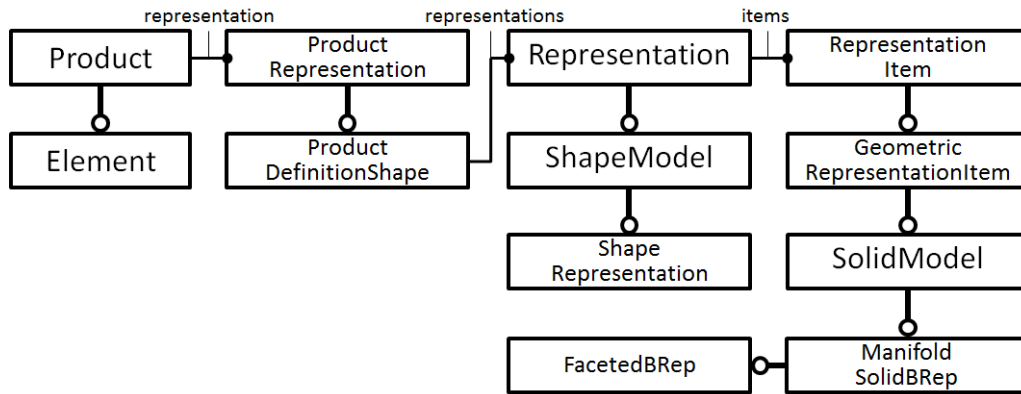 representation
representations
items
Product
Product
Representation
Representation
Representation
Item
Element
Product
DefinitionShape
ShapeModel
Geometric
RepresentationItem
Shape
Representation
SolidModel
FacetedBRep
Manifold
SolidBRep